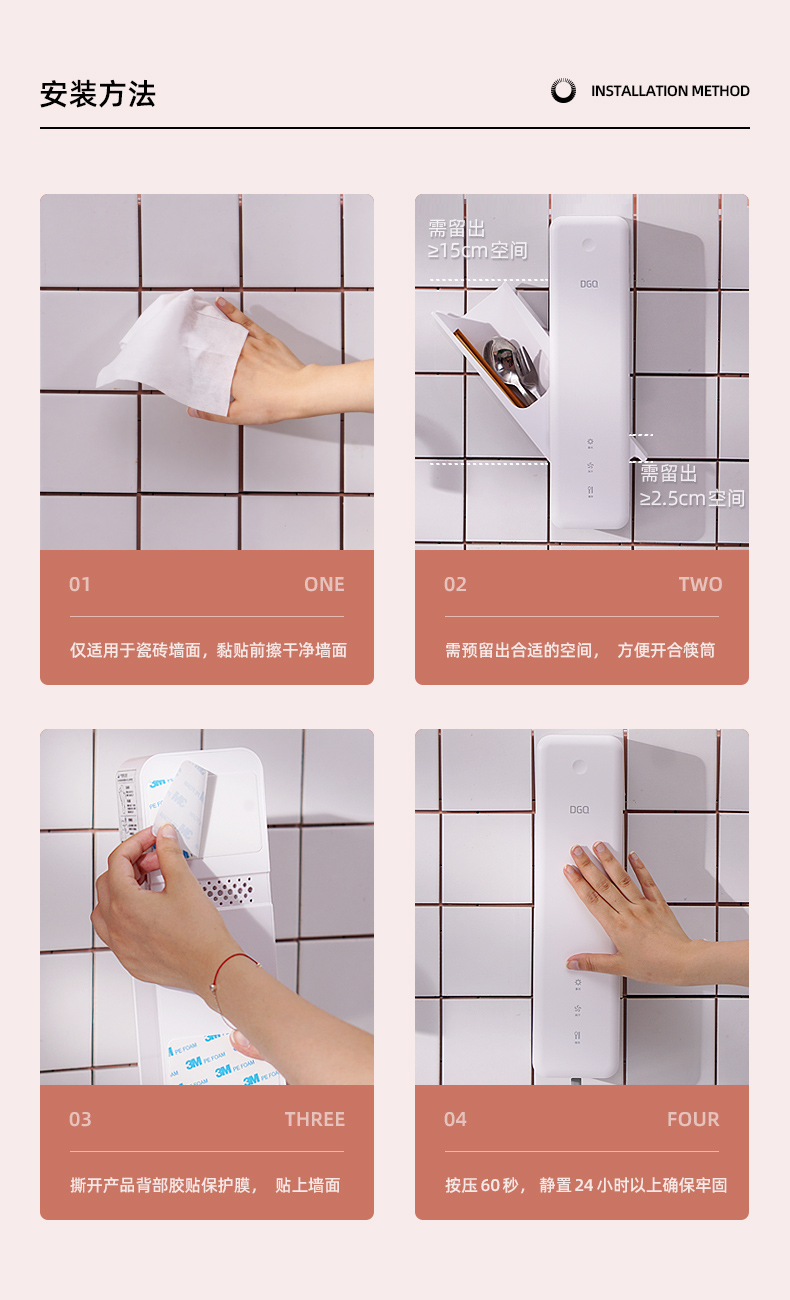 安装方法
INSTALLATION METHOD
需留出
≥15cm空间
DGQ
需留出
≥2.5cm空间
01 ONE
仅适用于瓷砖墙面，黏贴前擦干净墙面
02 TWO
需预留出合适的空间， 方便开合筷筒
3M
PE FOAM
3M PE FOAM
3M PE FOAM
DGQ
03 THREE
撕开产品背部胶贴保护膜， 贴上墙面
04 FOUR
按压60秒， 静置24小时以上确保牢固